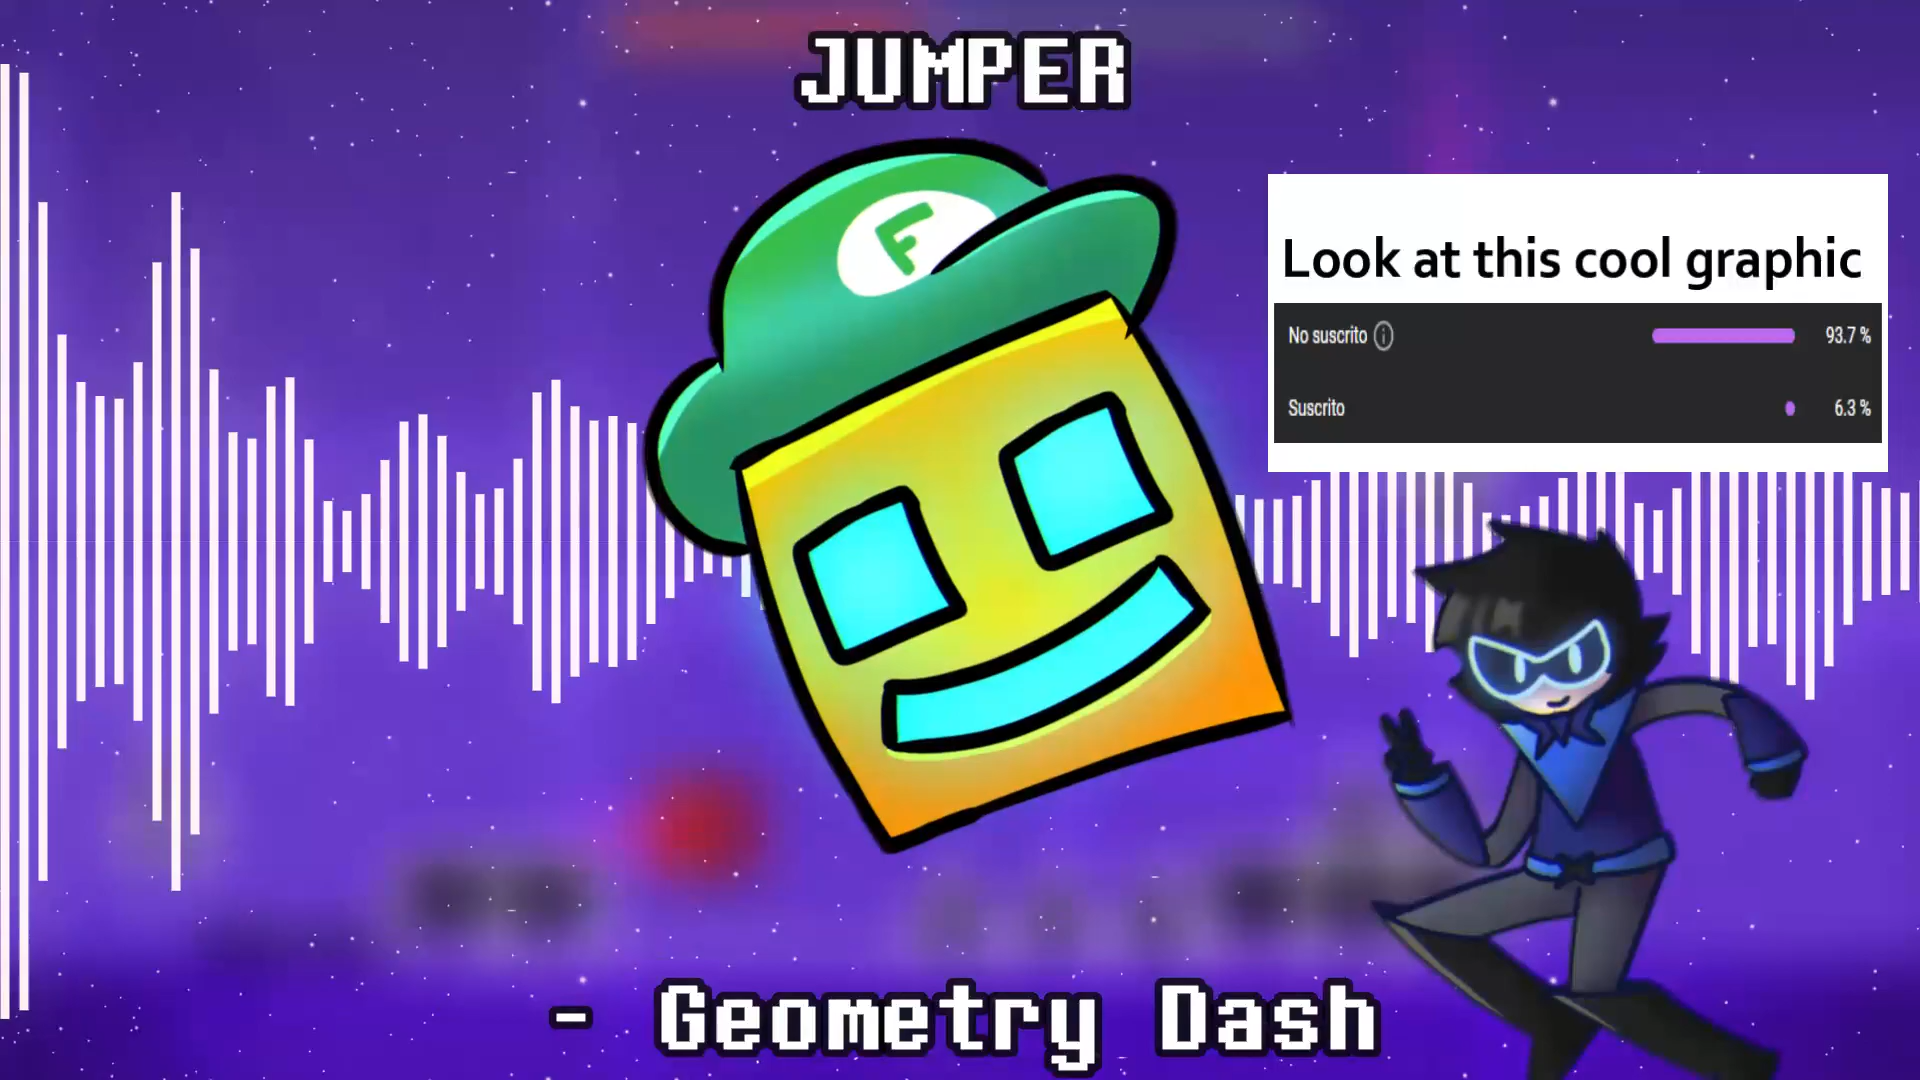 JUMPER
F
Look at this cool graphic
No suscrito 93.7 %
Suscrito 6.3 %
- Geometry Dash